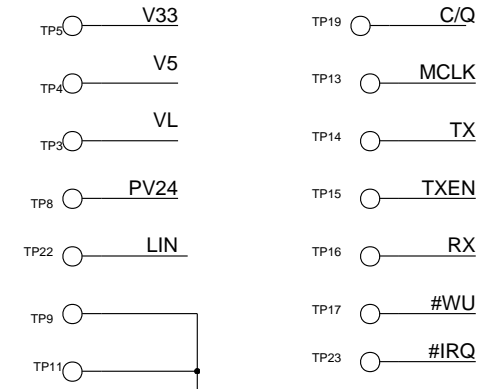 V33
TP5
V5
TP4
VL
TP3
PV24
TP8
LIN
TP22
TP9
TP11
C/Q
TP19
MCLK
TP13
TX
TP14
TXEN
TP15
RX
TP16
#WU
TP17
#IRQ
TP23